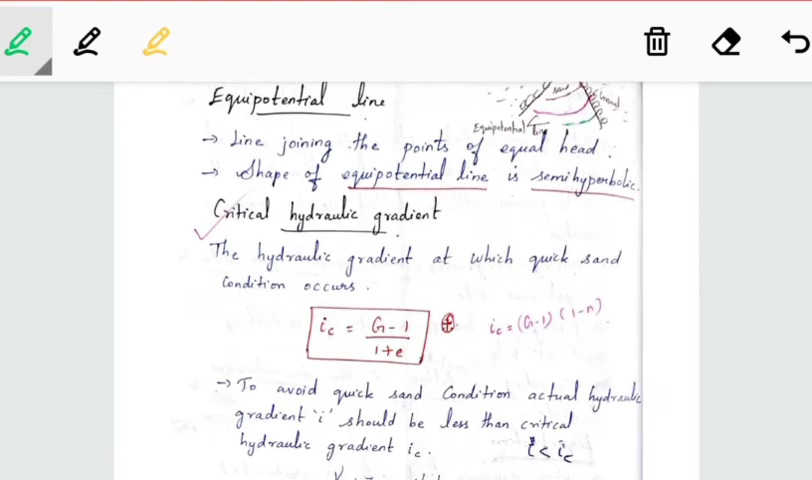 Equipotential line
sand
Equipotential line
→ Line joining the points of equal head.
→ Shape of equipotential line is semihyperbolic.
Critical hydraulic gradient
The hydraulic gradient at which quick sand
Condition occurs.
ic = G-1 / 1+e
ic = (G-1) (1-n)
→ To avoid quick sand Condition actual hydraulic
gradient 'i' should be less than critical
hydraulic gradient ic.
i < ic